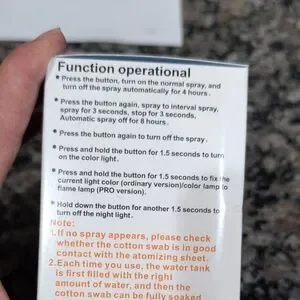 Function operational
• Press the button, turn on the normal spray, and
turn off the spray automatically for 4 hours.
• Press the button again, spray to interval spray,
spray for 3 seconds, stop for 3 seconds,
Automatic spray off for 8 hours.
• Press the button again to turn off the spray.
• Press and hold the button for 1.5 seconds to turn
on the color light.
• Press and hold the button for 1.5 seconds to fix the
current light color (ordinary version)/color lamp to
flame lamp (PRO version).
• Hold down the button for another 1.5 seconds to
turn off the night light.
Note:
1.If no spray appears, please check
whether the cotton swab is in good
contact with the atomizing sheet.
2.Each time you use, the water tank
is first filled with the right
amount of water, and then the
cotton swab can be fully soaked